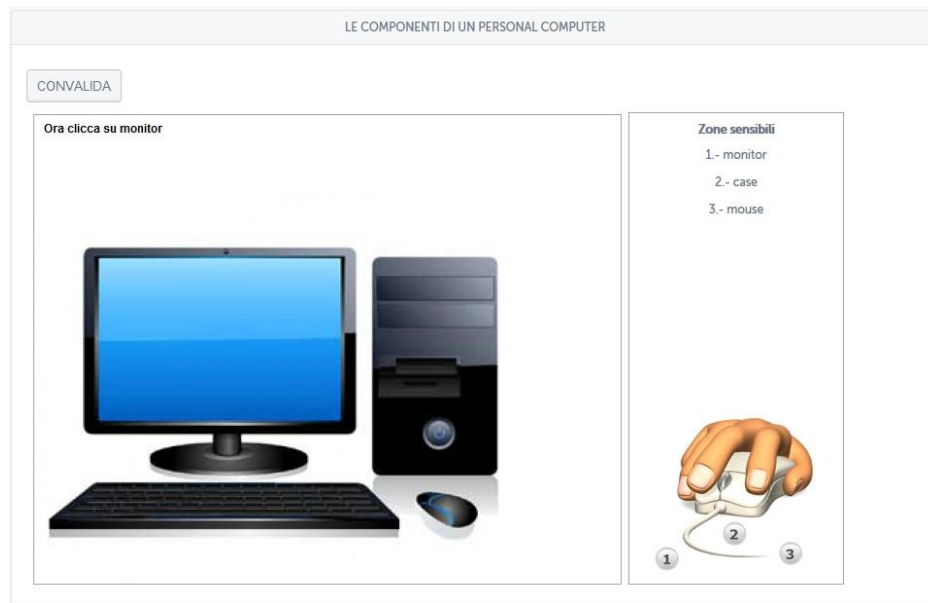 LE COMPONENTI DI UN PERSONAL COMPUTER
CONVALIDA
Ora clicca su monitor
Zone sensibili
1.- monitor
2.- case
3.- mouse
1
2
3